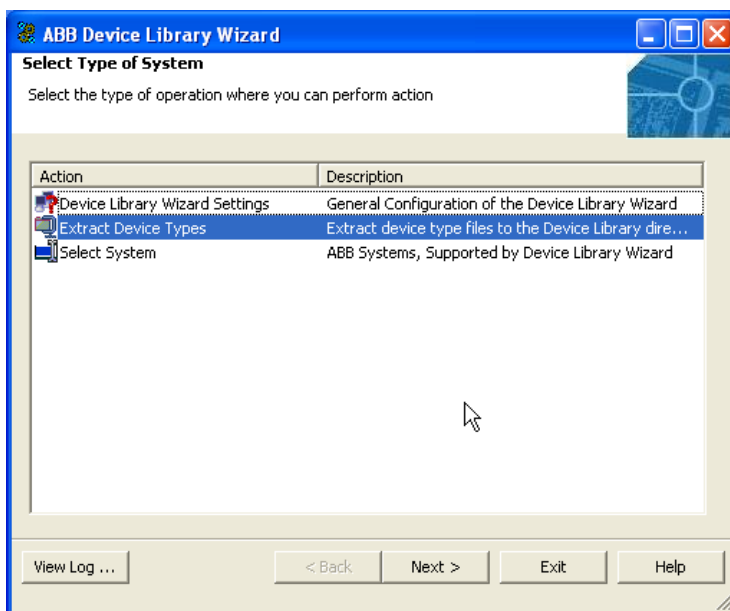 ABB Device Library Wizard
Select Type of System
Select the type of operation where you can perform action
Action Description
Device Library Wizard Settings General Configuration of the Device Library Wizard
Extract Device Types Extract device type files to the Device Library dire...
Select System ABB Systems, Supported by Device Library Wizard
View Log ... < Back Next > Exit Help